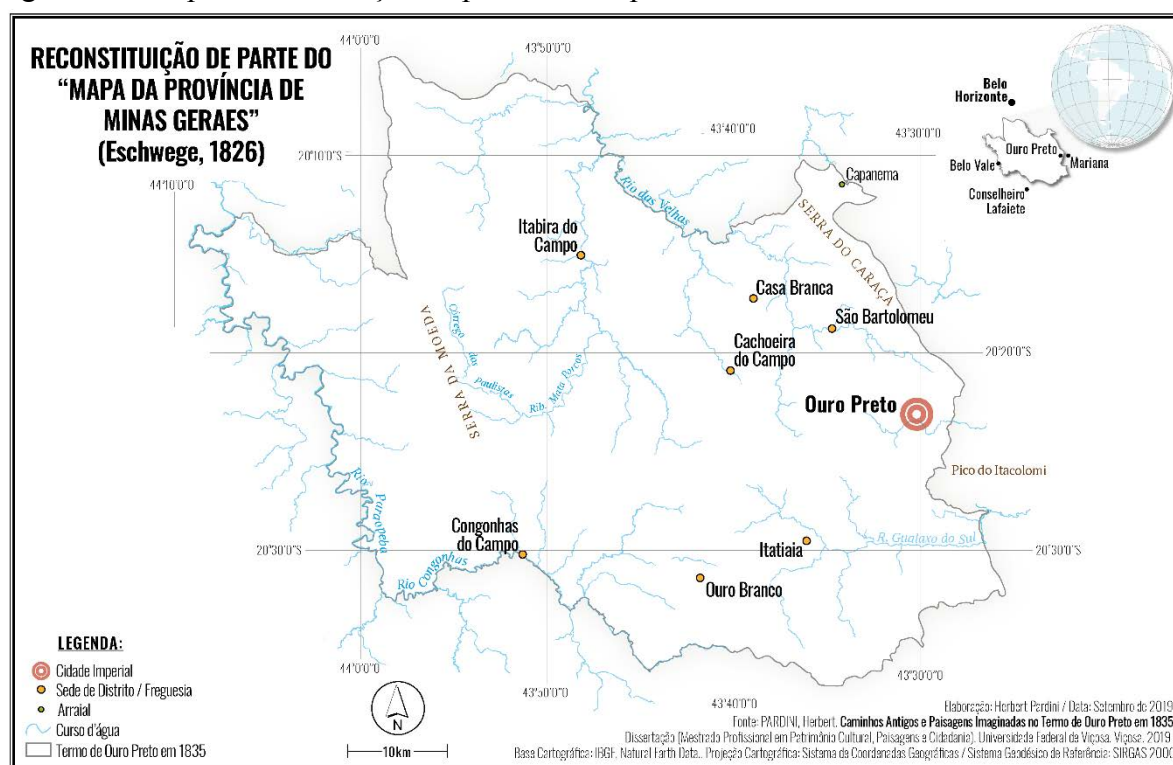 RECONSTITUIÇÃO DE PARTE DO
“MAPA DA PROVÍNCIA DE
MINAS GERAES”
(Eschwege, 1826)
44°0'0"O
43°50'0"O
43°40'0"O
43°30'0"O
44°10'0"O
20°10'0"S
Belo
Horizonte
Ouro Preto
Mariana
Belo Vale
Conselheiro
Lafaiete
Capanema
Rio das Velhas
SERRA DO CARAÇA
Itabira do
Campo
Casa Branca
São Bartolomeu
Cachoeira
do Campo
20°20'0"S
SERRA DA MOEDA
Córrego dos Paulistas
Rib. Mata Porcos
Ouro Preto
Pico do Itacolomi
Rio Paraopeba
Congonhas
do Campo
Rio Congonhas
20°30'0"S
Itatiaia
R. Gualaxo do Sul
20°30'0"S
Ouro Branco
LEGENDA:
Cidade Imperial
Sede de Distrito / Freguesia
Arraial
Curso d'água
Termo de Ouro Preto em 1835
44°0'0"O
43°50'0"O
43°40'0"O
43°30'0"O
N
10km
Elaboração: Herbert Pardini / Data: Setembro de 2019
Fonte: PARDINI, Herbert. Caminhos Antigos e Paisagens Imaginadas no Termo de Ouro Preto em 1835
Dissertação (Mestrado Profissional em Patrimônio Cultural, Paisagens e Cidadania). Universidade Federal de Viçosa. Viçosa. 2019
Base Cartográfica: IBGF, Natural Earth Data.. Projeção Cartográfica: Sistema de Coordenadas Geográficas / Sistema Geodésico de Referência: SIRGAS 2000